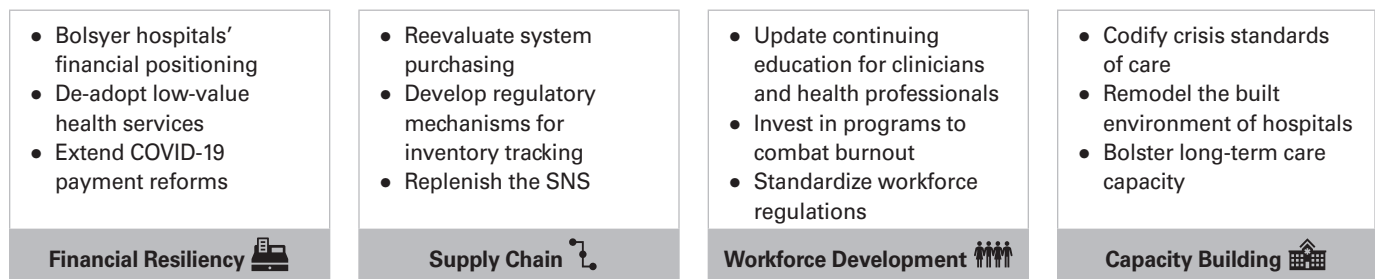 ● Bolsyer hospitals’
financial positioning
● De-adopt low-value
health services
● Extend COVID-19
payment reforms
Financial Resiliency
● Reevaluate system
purchasing
● Develop regulatory
mechanisms for
inventory tracking
● Replenish the SNS
Supply Chain
● Update continuing
education for clinicians
and health professionals
● Invest in programs to
combat burnout
● Standardize workforce
regulations
Workforce Development
● Codify crisis standards
of care
● Remodel the built
environment of hospitals
● Bolster long-term care
capacity
Capacity Building